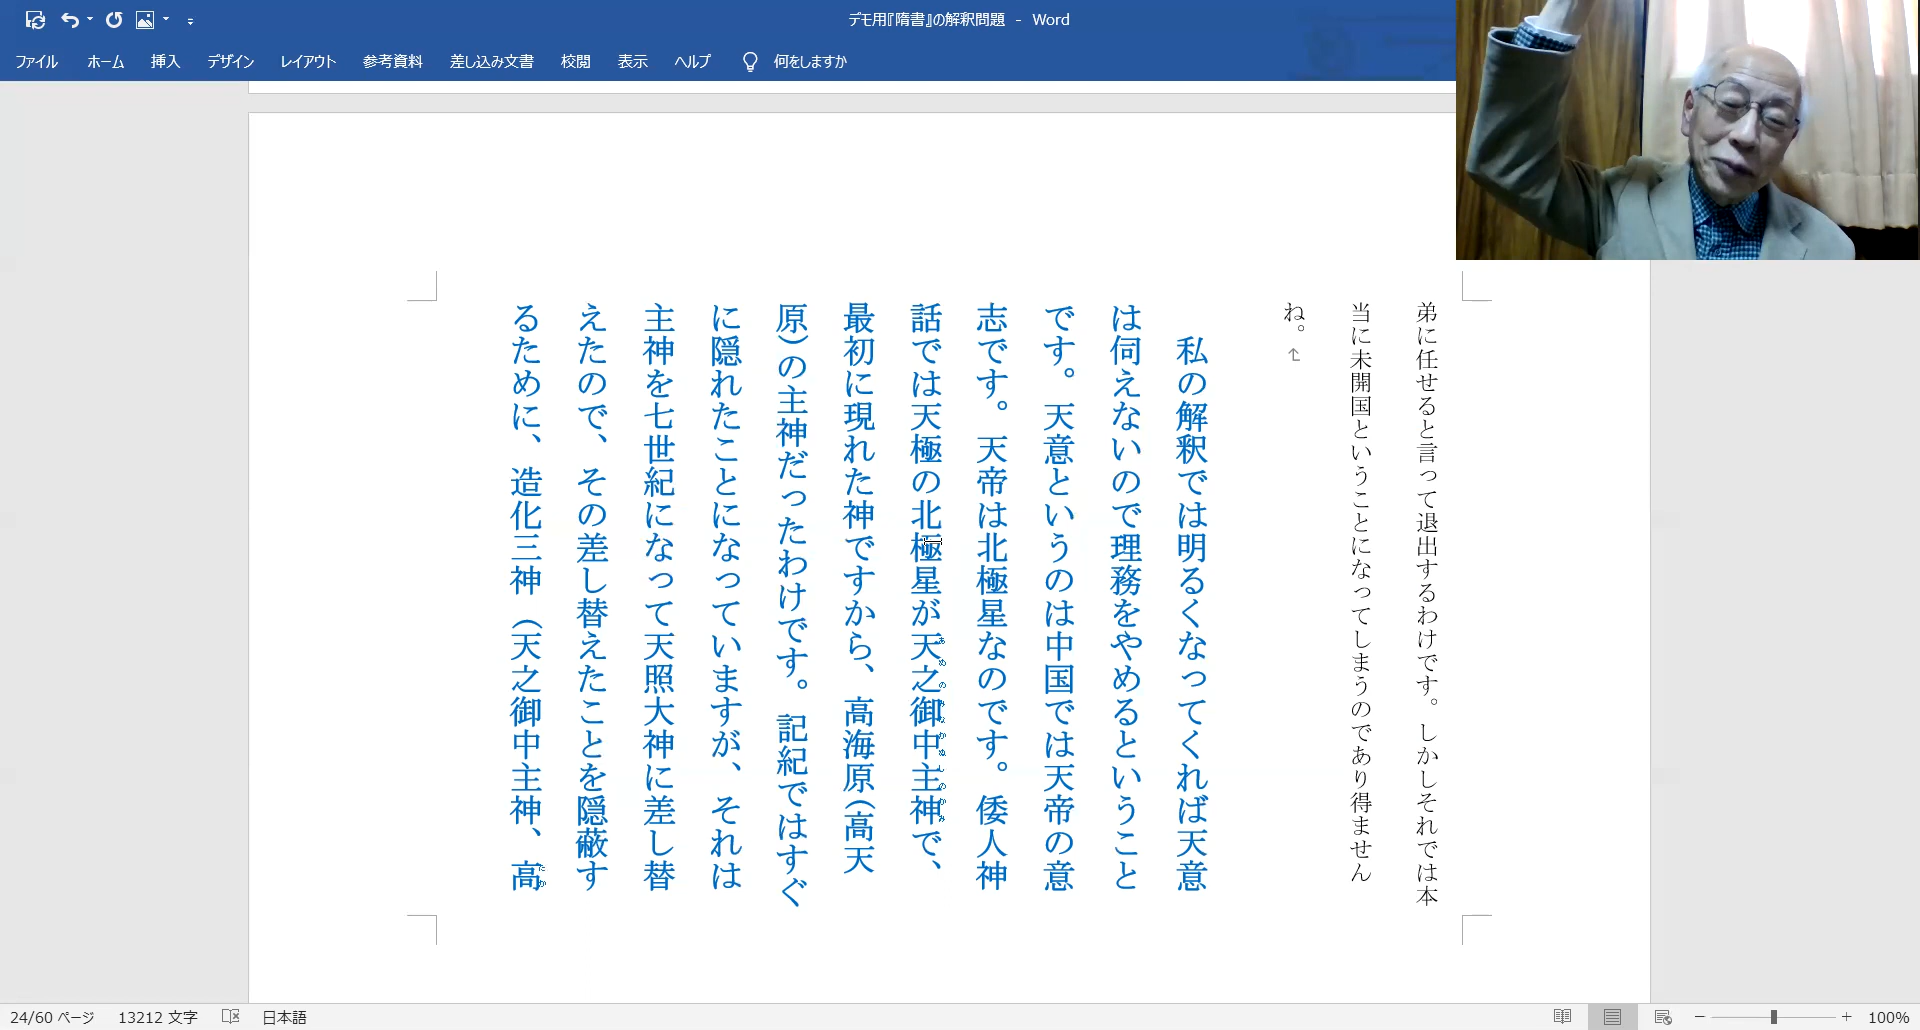 デモ用『隋書』の解釈問題 - Word
ファイル ホーム 挿入 デザイン レイアウト 参考資料 差し込み文書 校閲 表示 ヘルプ 何をしますか
弟に任せると言って退出するわけです。しかしそれでは本
当に未開国ということになってしまうのであり得ません
ね。
私の解釈では明るくなってくれば天意
は伺えないので理務をやめるということ
です。天意というのは中国では天帝の意
志です。天帝は北極星なのです。倭人神
話では天極の北極星が天之御中主神で、
あめのみなかぬしのかみ
最初に現れた神ですから、高海原(高天
原)の主神だったわけです。記紀ではすぐ
に隠れたことになっていますが、それは
主神を七世紀になって天照大神に差し替
えたので、その差し替えたことを隠蔽す
るために、造化三神(天之御中主神、高
たか
24/60 ページ 13212 文字 日本語 100%